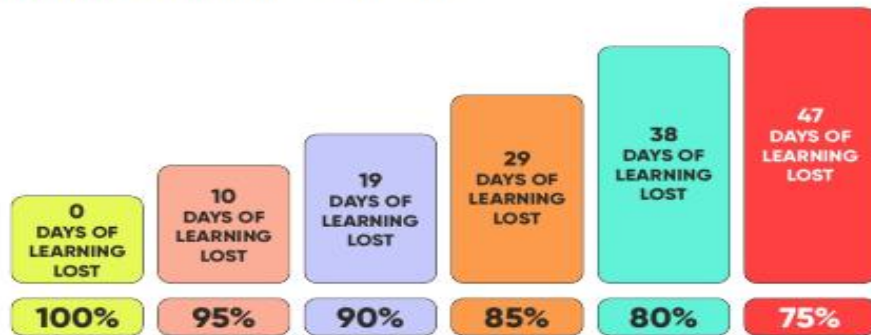 0
DAYS OF
LEARNING
LOST
10
DAYS OF
LEARNING
LOST
19
DAYS OF
LEARNING
LOST
29
DAYS OF
LEARNING
LOST
38
DAYS OF
LEARNING
LOST
47
DAYS OF
LEARNING
LOST
100%
95%
90%
85%
80%
75%